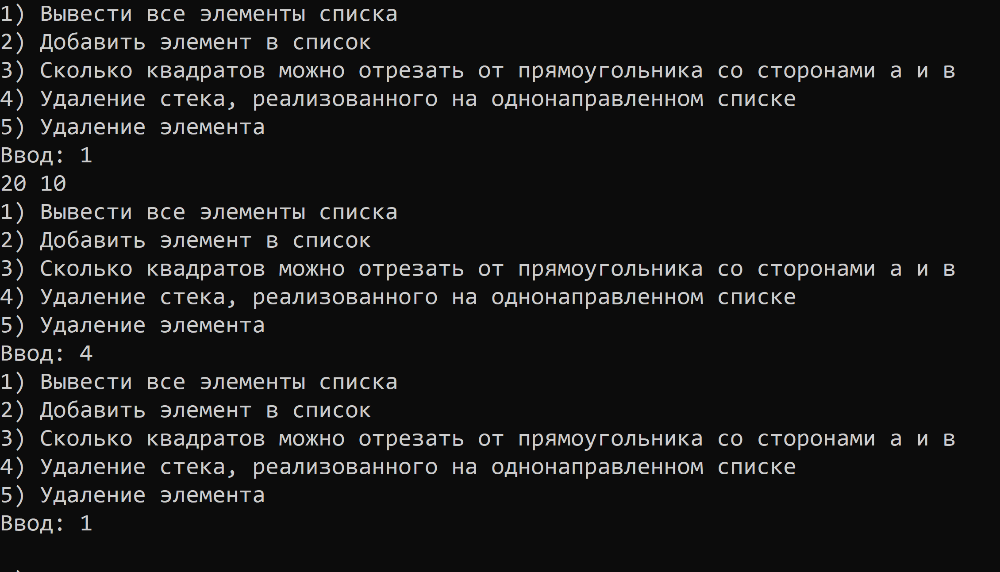 1) Вывести все элементы списка
2) Добавить элемент в список
3) Сколько квадратов можно отрезать от прямоугольника со сторонами а и в
4) Удаление стека, реализованного на однонаправленном списке
5) Удаление элемента
Ввод: 1
20 10
1) Вывести все элементы списка
2) Добавить элемент в список
3) Сколько квадратов можно отрезать от прямоугольника со сторонами а и в
4) Удаление стека, реализованного на однонаправленном списке
5) Удаление элемента
Ввод: 4
1) Вывести все элементы списка
2) Добавить элемент в список
3) Сколько квадратов можно отрезать от прямоугольника со сторонами а и в
4) Удаление стека, реализованного на однонаправленном списке
5) Удаление элемента
Ввод: 1